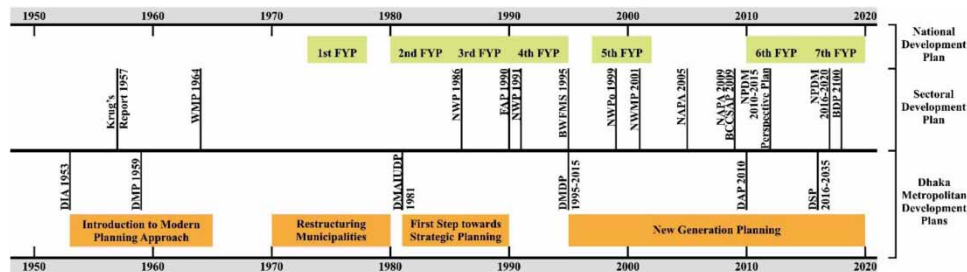 1950 1960 1970 1980 1990 2000 2010 2020
1st FYP 2nd FYP 3rd FYP 4th FYP 5th FYP 6th FYP 7th FYP
National
Development
Plan
Krug's
Report 1957
WMP 1964
NWP 1986
FAP 1990
NWP 1991
BWFMS 1995
NWPo 1999
NWMP 2001
NAPA 2005
NAPA 2009
BCCSAP 2009
NPDM
2010-2015
Perspective Plan
NPDM
2016-2020
BDP 2100
Sectoral
Development
Plan
DIA 1953
DMP 1959
DMAIUDP
1981
DMDP
1995-2015
DAP 2010
DSP
2016-2035
Dhaka
Metropolitan
Development
Plans
Introduction to Modern
Planning Approach
Restructuring
Municipalities
First Step towards
Strategic Planning
New Generation Planning
1950 1960 1970 1980 1990 2000 2010 2020